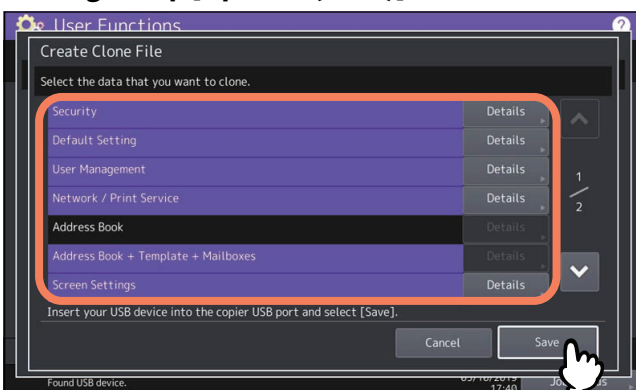 User Functions
?
Create Clone File
Select the data that you want to clone.
Security Details
Default Setting Details
User Management Details
Network / Print Service Details
Address Book Details
Address Book + Template + Mailboxes Details
Screen Settings Details
1
2
Insert your USB device into the copier USB port and select [Save].
Cancel Save
Found USB device.
17:40